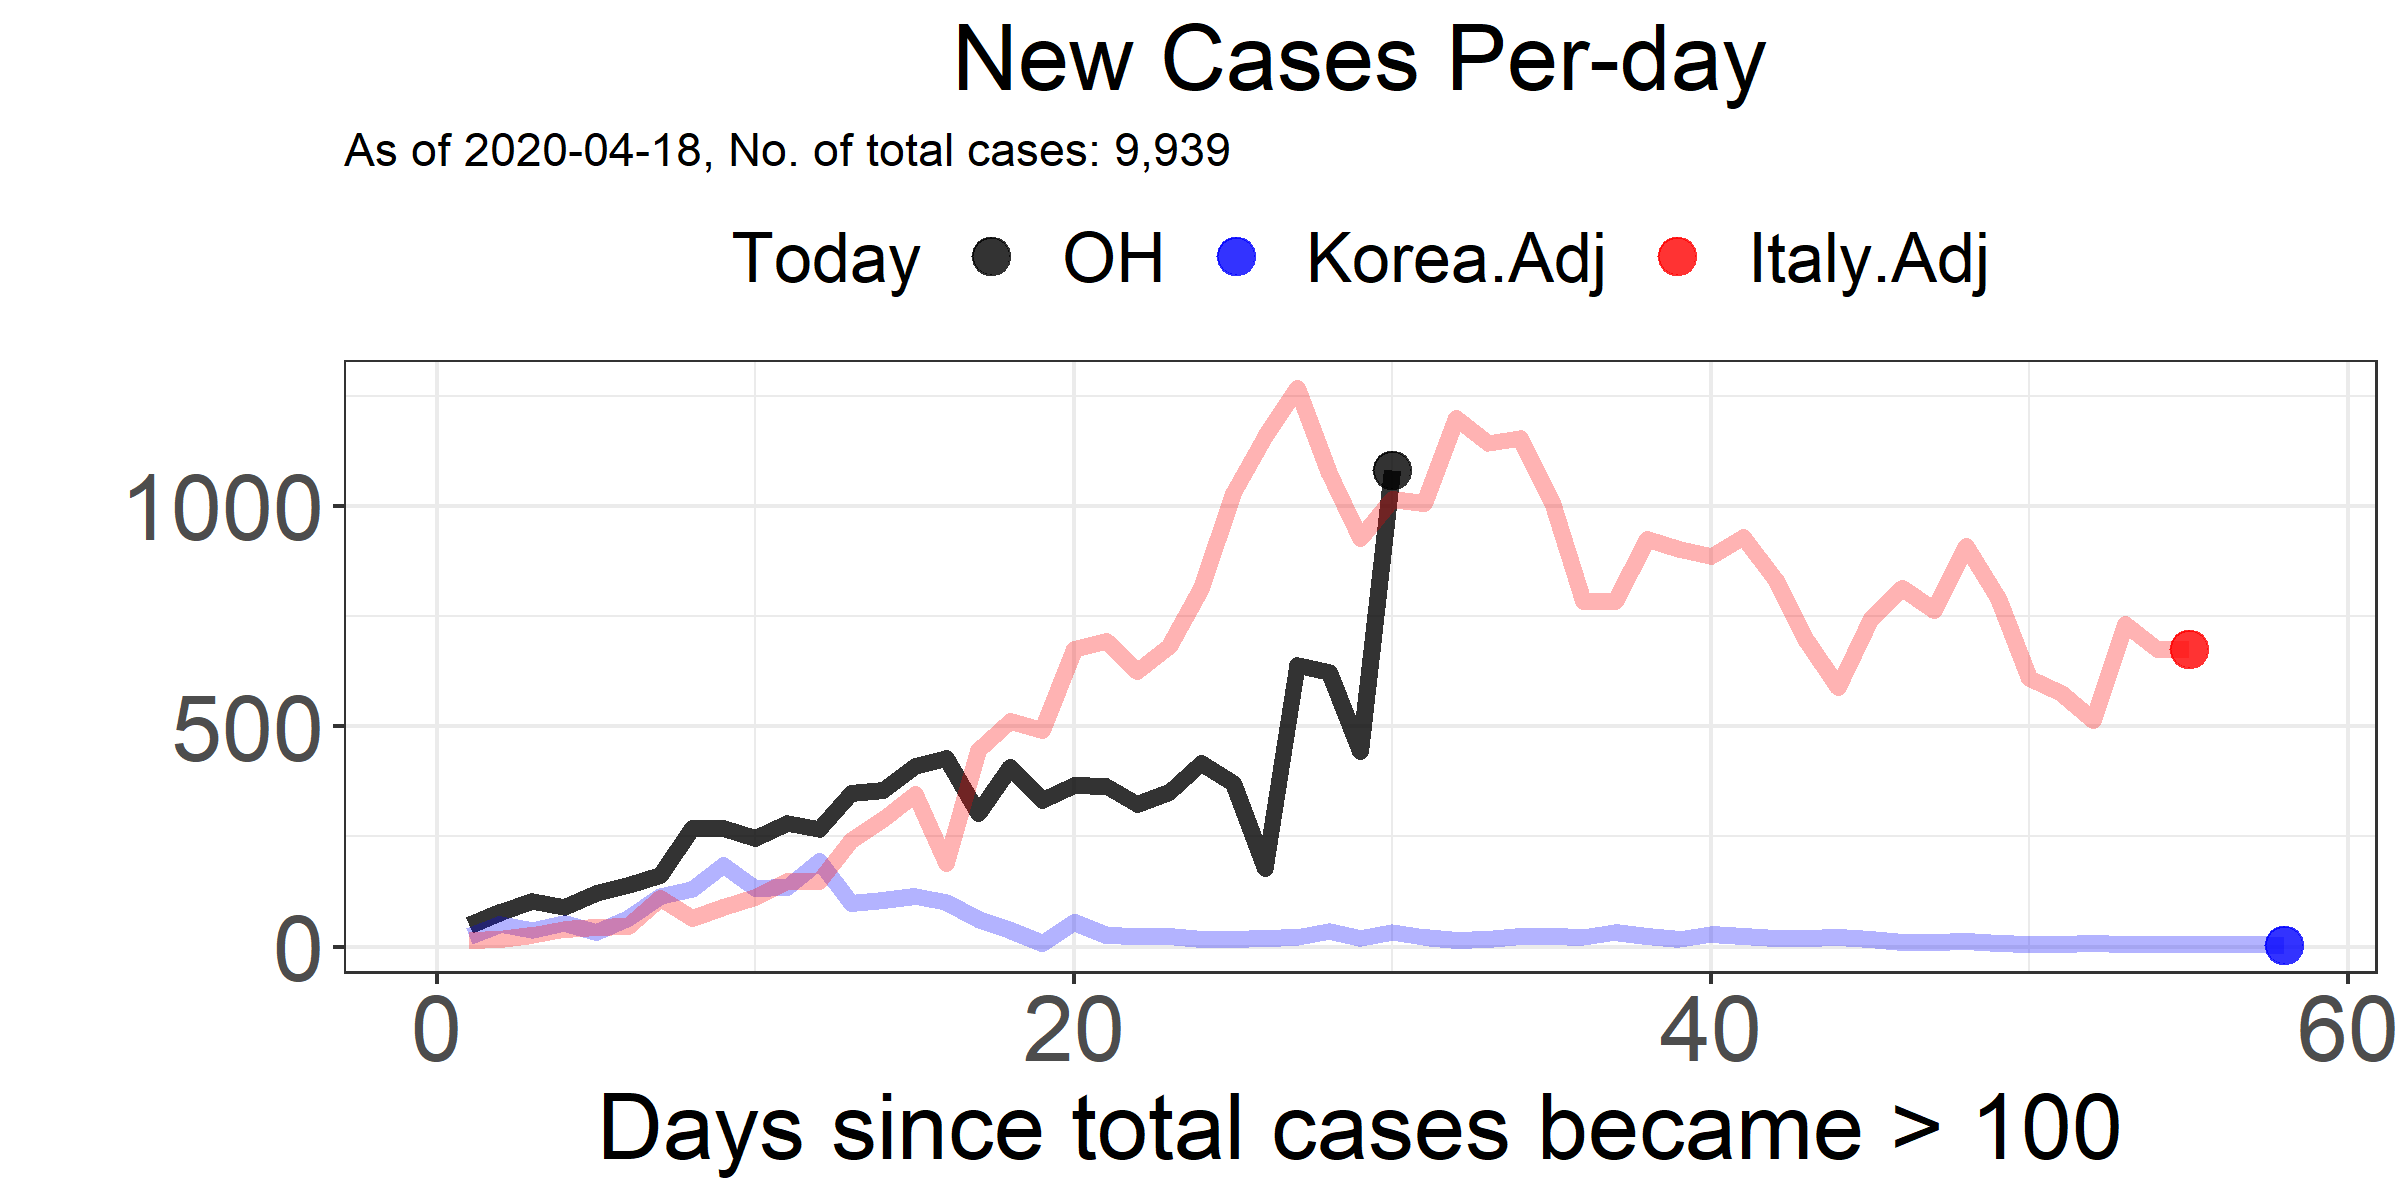 New Cases Per-day
As of 2020-04-18, No. of total cases: 9,939
Today OH Korea.Adj Italy.Adj
1000
500
0
0 20 40 60
Days since total cases became > 100